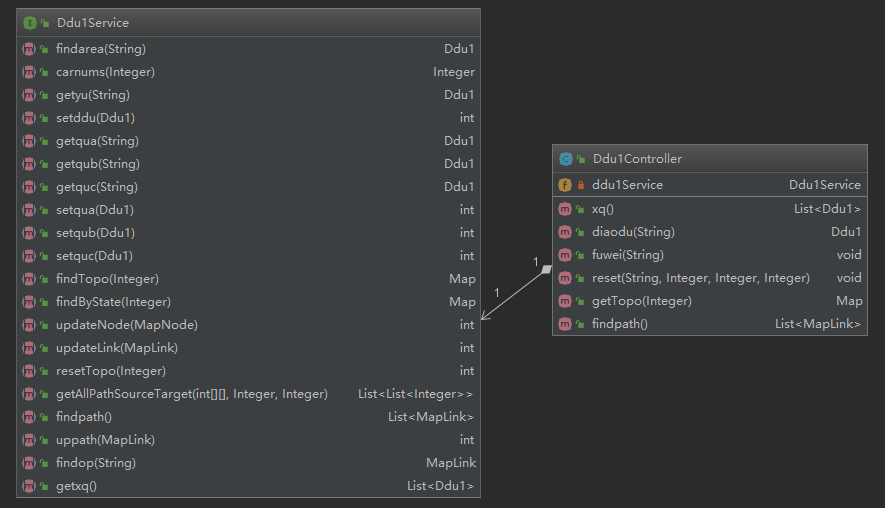 Ddu1Service
findarea(String) Ddu1
carnums(Integer) Integer
getyu(String) Ddu1
setddu(Ddu1) int
getqua(String) Ddu1
getqub(String) Ddu1
getquc(String) Ddu1
setqua(Ddu1) int
setqub(Ddu1) int
setquc(Ddu1) int
findTopo(Integer) Map
findByState(Integer) Map
updateNode(MapNode) int
updateLink(MapLink) int
resetTopo(Integer) int
getAllPathSourceTarget(int[][], Integer, Integer) List<List<Integer>>
findpath() List<MapLink>
uppath(MapLink) int
findop(String) MapLink
getxq() List<Ddu1>
1
1
Ddu1Controller
ddu1Service Ddu1Service
xq() List<Ddu1>
diaodu(String) Ddu1
fuwei(String) void
reset(String, Integer, Integer, Integer) void
getTopo(Integer) Map
findpath() List<MapLink>